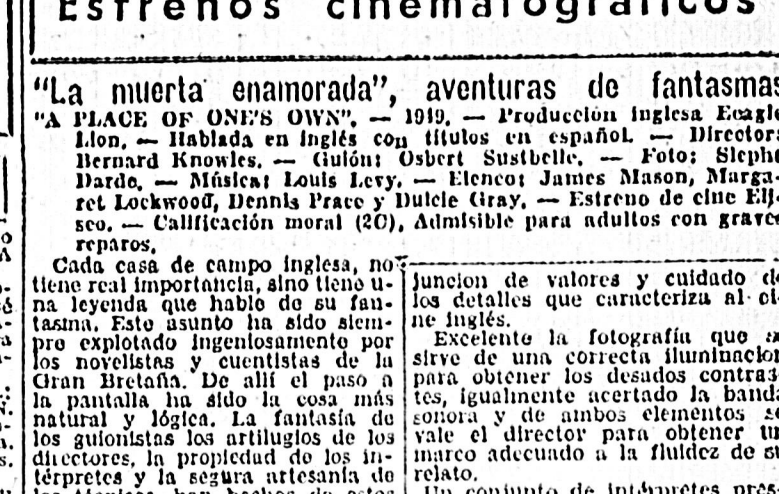 Estrenos cinematográficos
"La muerta enamorada", aventuras de fantasmas
"A PLACE OF ONE'S OWN". — 1949. — Producción inglesa Eeagle
Lion. — Hablada en inglés con títulos en español. — Director:
Bernard Knowles. — Guión: Osbert Sustbelle. — Foto: Stephe
Dardo. — Música: Louis Levy. — Elenco: James Mason, Marga-
ret Lockwood, Dennis Prace y Dulcie Gray. — Estreno de cine Elí-
seo. — Calificación moral (2C), Admisible para adultos con graves
reparos.
Cada casa de campo inglesa, no
tiene real importancia, sino tiene u-
na leyenda que hable de su fan-
tasma. Este asunto ha sido siem-
pre explotado ingeniosamente por
los novelistas y cuentistas de la
Gran Bretaña. De allí el paso a
la pantalla ha sido la cosa más
natural y lógica. La fantasía de
los guionistas los artilugios de los
directores, la propiedad de los in-
térpretes y la segura artesanía de
junción de valores y cuidado de
los detalles que caracteriza al ci-
ne inglés.
Excelente la fotografía que se
sirve de una correcta iluminación
para obtener los desados contras-
tes, igualmente acertado la banda
sonora y de ambos elementos se
vale el director para obtener un
marco adecuado a la fluidez de su
relato.
Un conjunto de intérpretes pres-